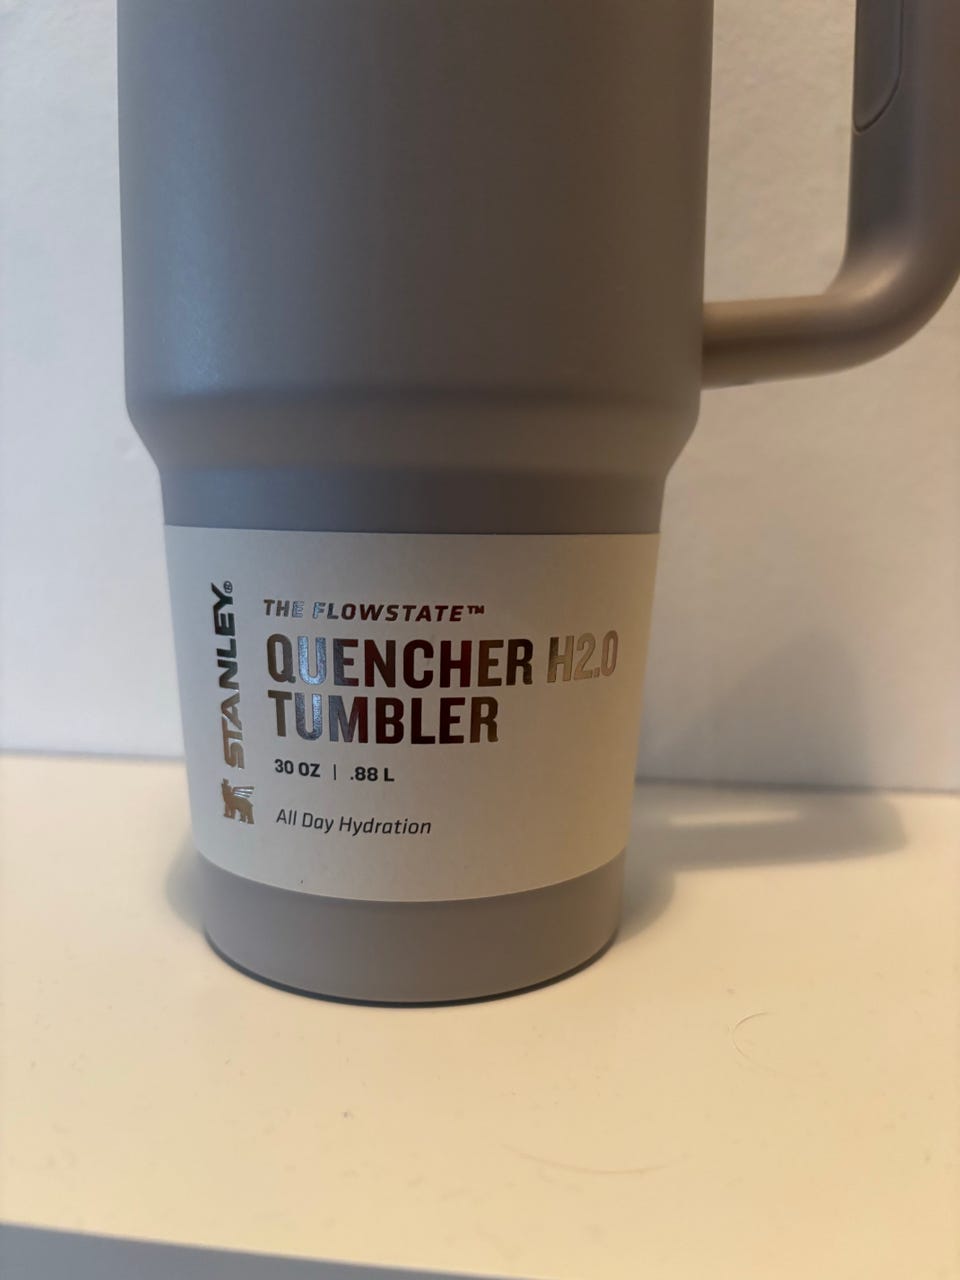 STANLEY®
THE FLOWSTATE™
QUENCHER H2.0
TUMBLER
30 OZ | .88 L
All Day Hydration